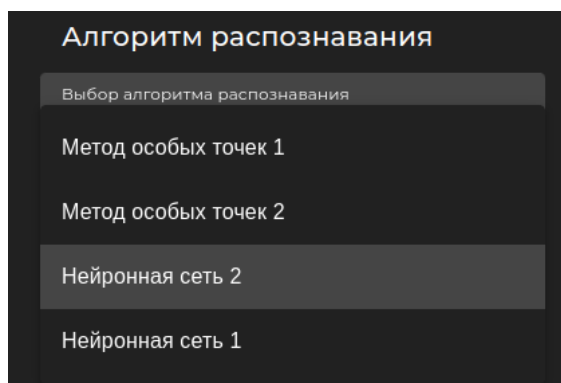 Алгоритм распознавания
Выбор алгоритма распознавания
Метод особых точек 1
Метод особых точек 2
Нейронная сеть 2
Нейронная сеть 1